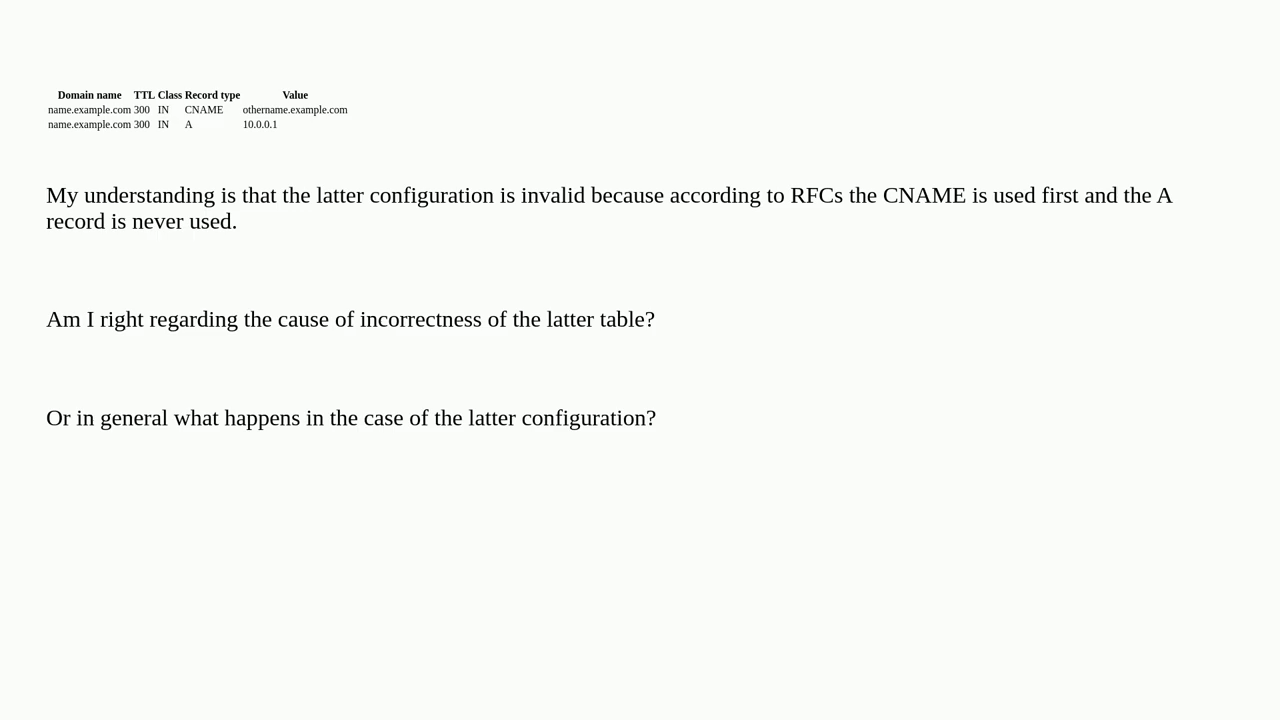 Domain name TTL Class Record type Value
name.example.com 300 IN CNAME othername.example.com
name.example.com 300 IN A 10.0.0.1
My understanding is that the latter configuration is invalid because according to RFCs the CNAME is used first and the A
record is never used.
Am I right regarding the cause of incorrectness of the latter table?
Or in general what happens in the case of the latter configuration?